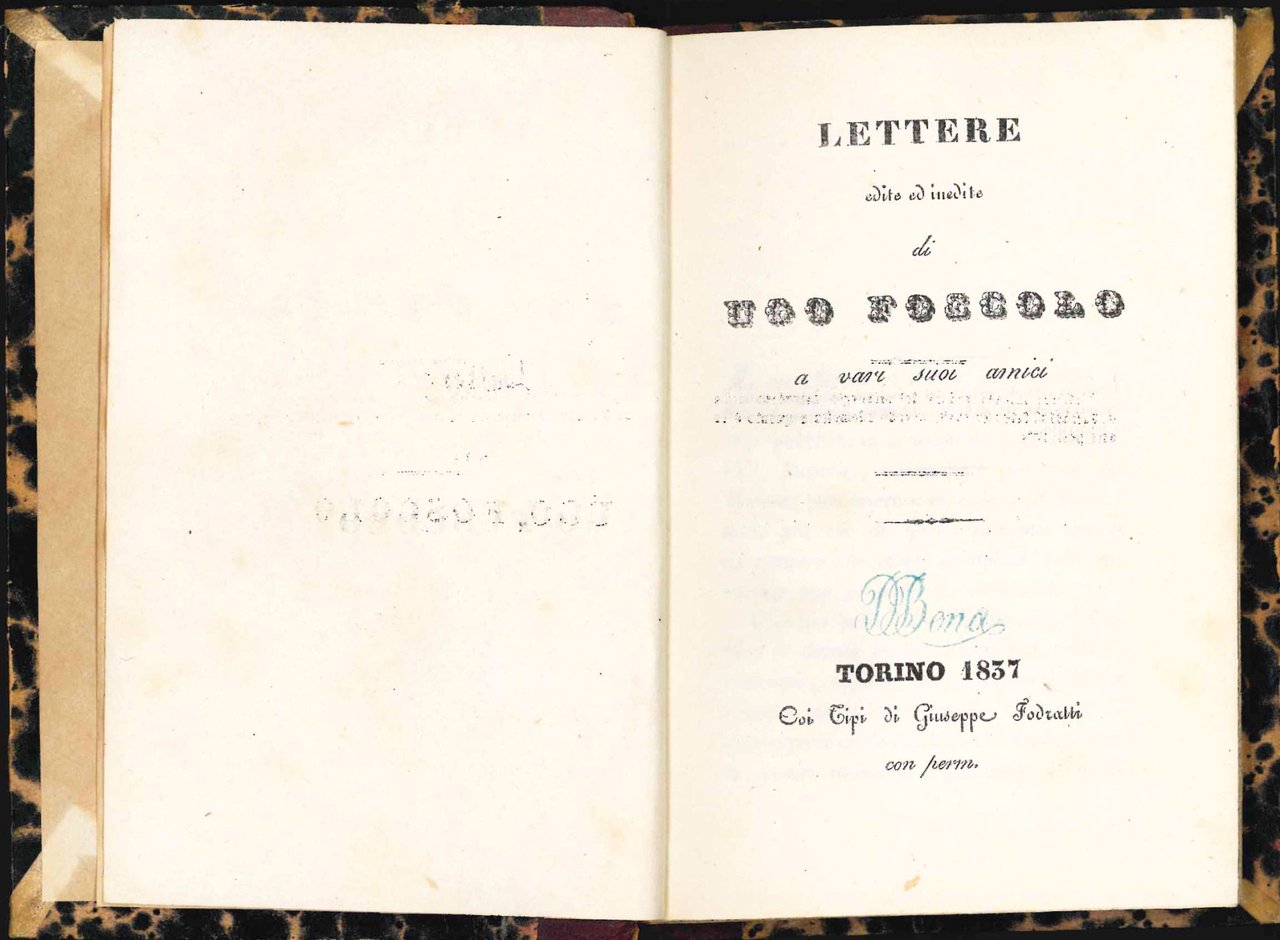 LETTERE
edite ed inedite
di
UGO FOSCOLO
a vari suoi amici
Bona
TORINO 1837
Coi Tipi di Giuseppe Fodratti
con perm.